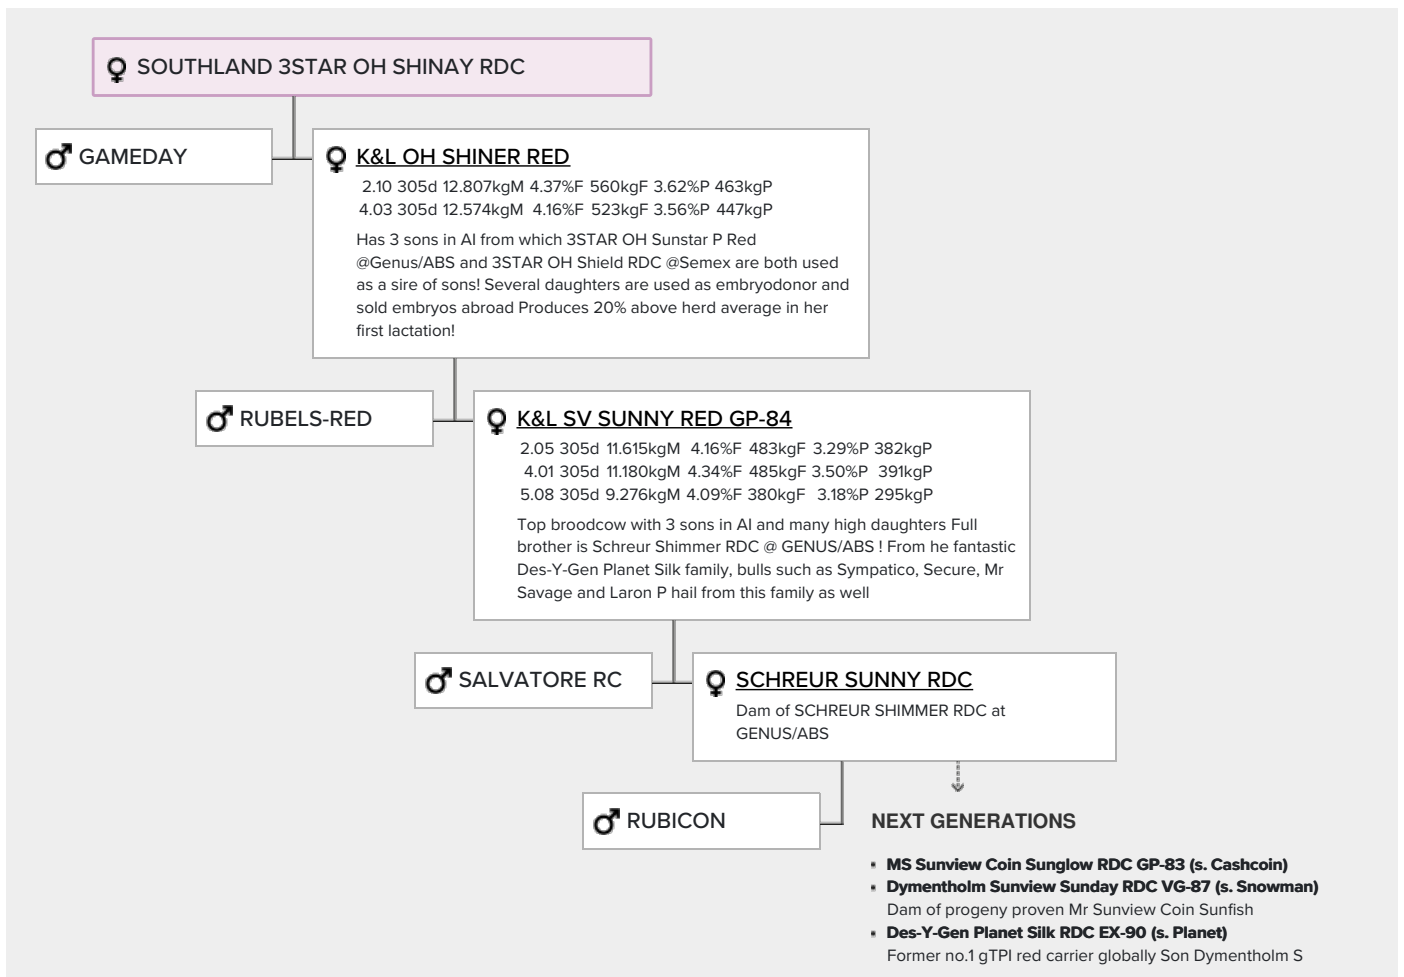 SOUTHLAND 3STAR OH SHINAY RDC
GAMEDAY
K&L OH SHINER RED
2.10 305d 12.807kgM 4.37%F 560kgF 3.62%P 463kgP
4.03 305d 12.574kgM 4.16%F 523kgF 3.56%P 447kgP
Has 3 sons in AI from which 3STAR OH Sunstar P Red
@Genus/ABS and 3STAR OH Shield RDC @Semex are both used
as a sire of sons! Several daughters are used as embryodonor and
sold embryos abroad Produces 20% above herd average in her
first lactation!
RUBELS-RED
K&L SV SUNNY RED GP-84
2.05 305d 11.615kgM 4.16%F 483kgF 3.29%P 382kgP
4.01 305d 11.180kgM 4.34%F 485kgF 3.50%P 391kgP
5.08 305d 9.276kgM 4.09%F 380kgF 3.18%P 295kgP
Top broodcow with 3 sons in AI and many high daughters Full
brother is Schreur Shimmer RDC @ GENUS/ABS ! From he fantastic
Des-Y-Gen Planet Silk family, bulls such as Sympatico, Secure, Mr
Savage and Laron P hail from this family as well
SALVATORE RC
SCHREUR SUNNY RDC
Dam of SCHREUR SHIMMER RDC at
GENUS/ABS
RUBICON
NEXT GENERATIONS
• MS Sunview Coin Sunglow RDC GP-83 (s. Cashcoin)
• Dymentholm Sunview Sunday RDC VG-87 (s. Snowman)
Dam of progeny proven Mr Sunview Coin Sunfish
• Des-Y-Gen Planet Silk RDC EX-90 (s. Planet)
Former no.1 gTPI red carrier globally Son Dymentholm S